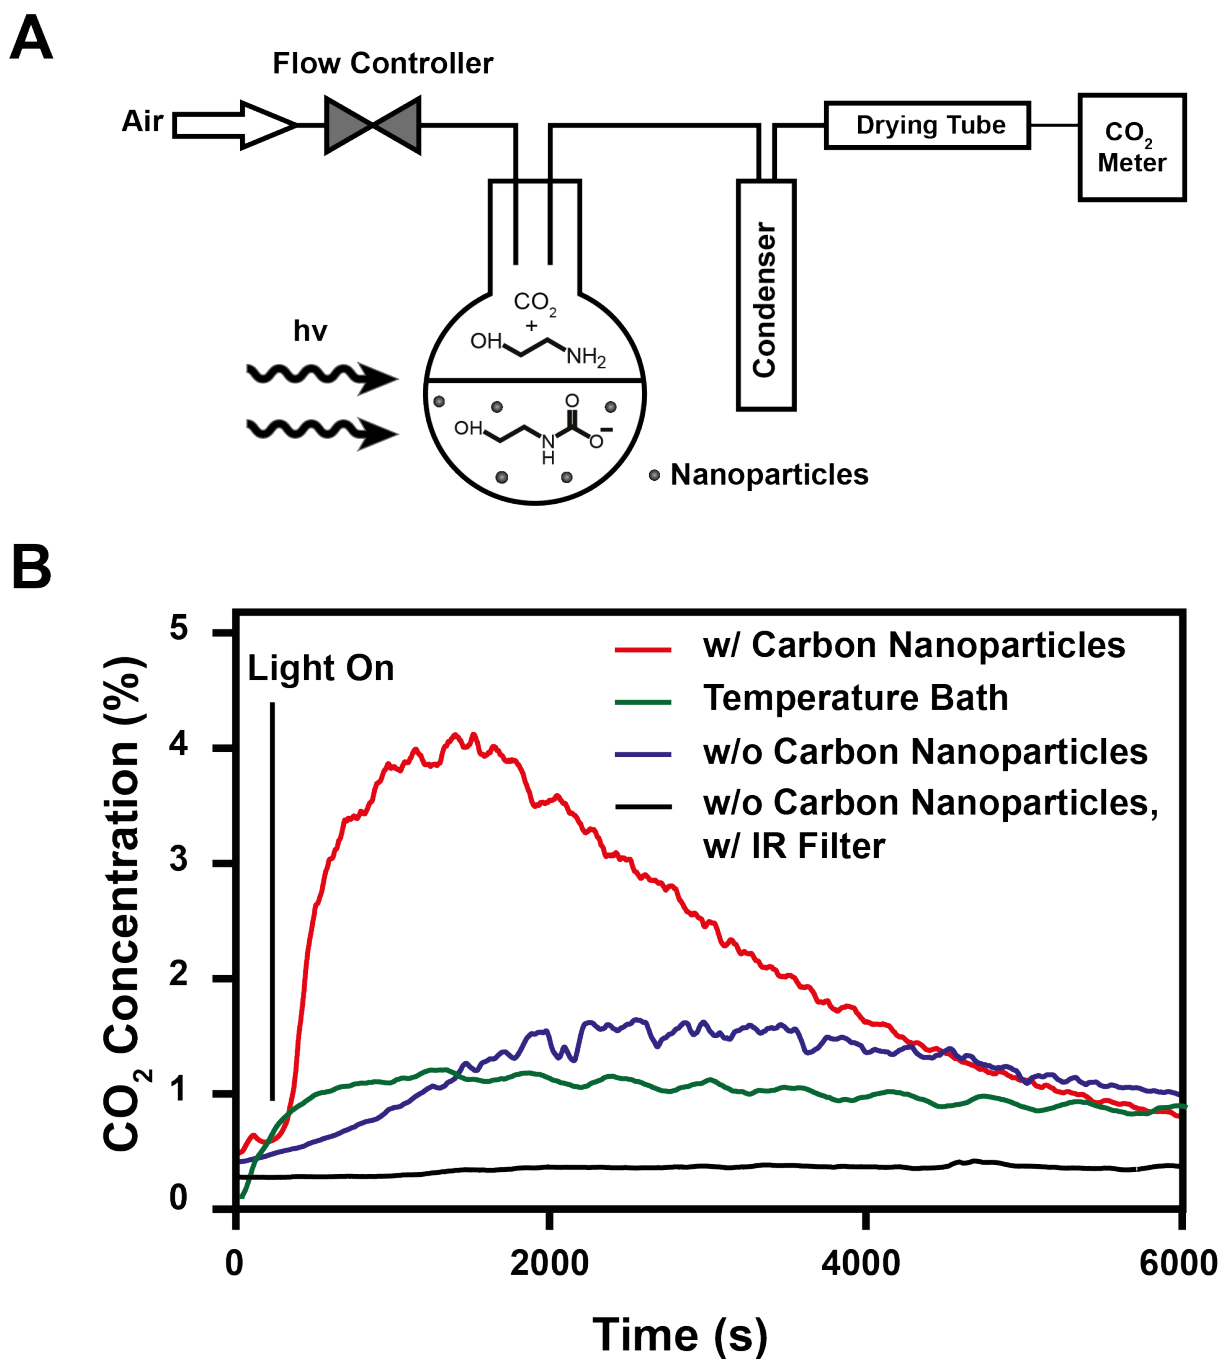 A
Flow Controller
Air
Drying Tube
CO₂
Meter
Condenser
hv
CO₂
+
OH
NH₂
O
OH
N
H
O⁻
Nanoparticles
B
CO₂ Concentration (%)
5
4
3
2
1
0
Light On
w/ Carbon Nanoparticles
Temperature Bath
w/o Carbon Nanoparticles
w/o Carbon Nanoparticles,
w/ IR Filter
0 2000 4000 6000
Time (s)